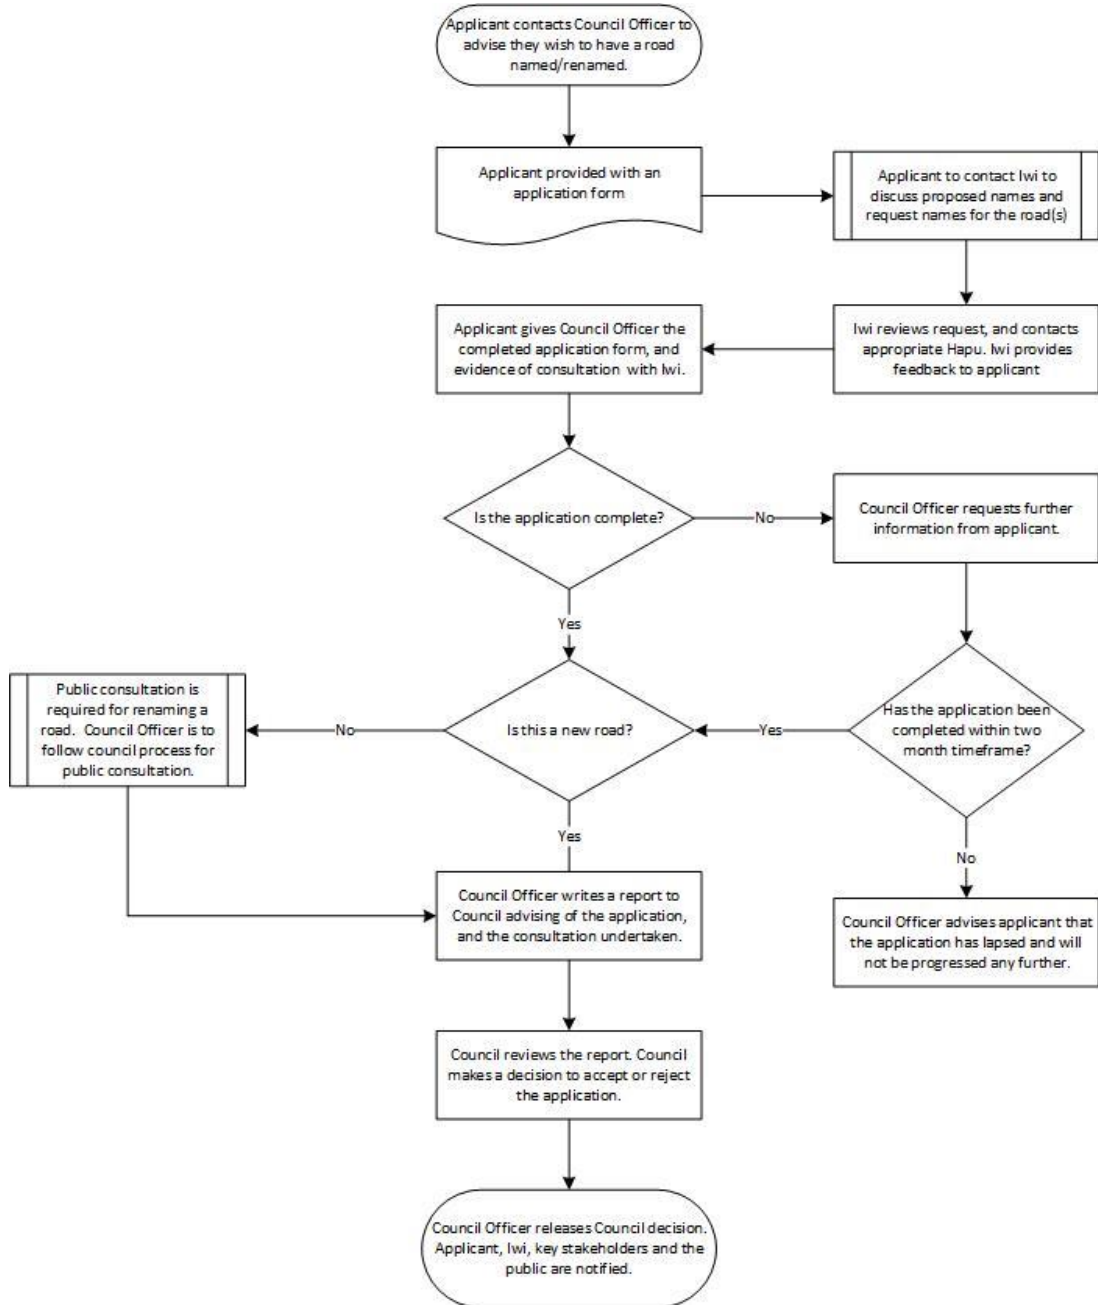 Applicant contacts Council Officer to
advise they wish to have a road
named/renamed.
Applicant provided with an
application form
Applicant to contact Iwi to
discuss proposed names and
request names for the road(s)
Iwi reviews request, and contacts
appropriate Hapu. Iwi provides
feedback to applicant
Applicant gives Council Officer the
completed application form, and
evidence of consultation with Iwi.
Is the application complete?
No
Council Officer requests further
information from applicant.
Yes
Has the application been
completed within two
month timeframe?
Yes
Is this a new road?
No
Public consultation is
required for renaming a
road. Council Officer is to
follow council process for
public consultation.
Yes
No
Council Officer writes a report to
Council advising of the application,
and the consultation undertaken.
Council Officer advises applicant that
the application has lapsed and will
not be progressed any further.
Council reviews the report. Council
makes a decision to accept or reject
the application.
Council Officer releases Council decision.
Applicant, Iwi, key stakeholders and the
public are notified.